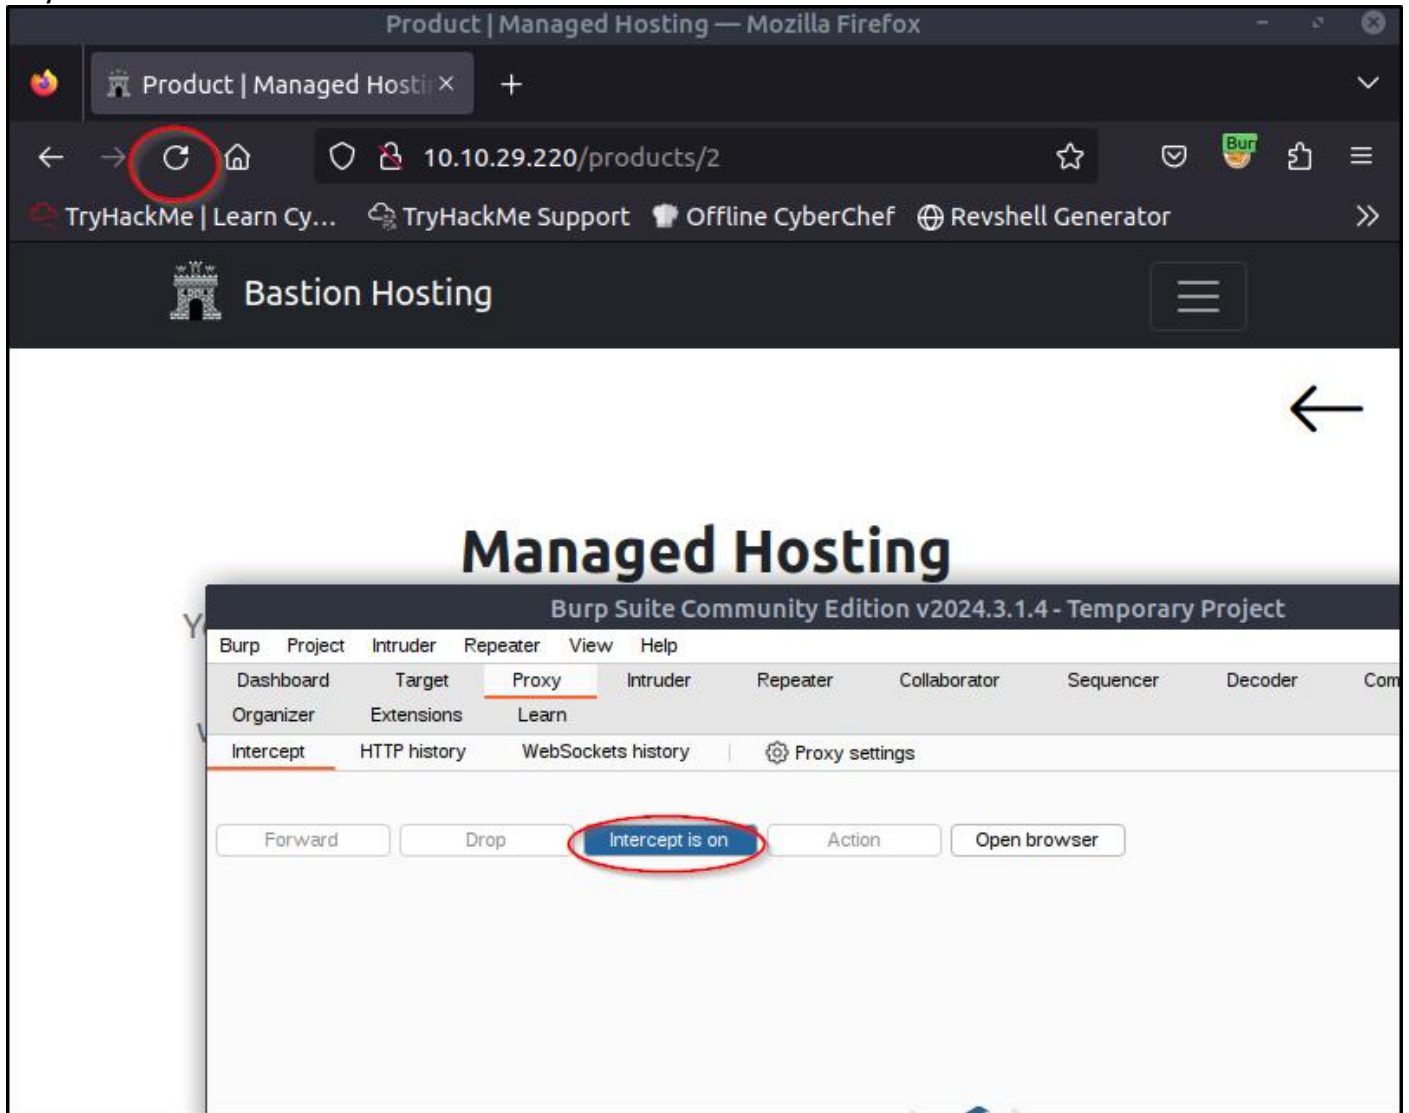 Product | Managed Hosting — Mozilla Firefox
Product | Managed Hosti
10.10.29.220/products/2
Bur
TryHackMe | Learn Cy...
TryHackMe Support
Offline CyberChef
Revshell Generator
Bastion Hosting
Managed Hosting
Burp Suite Community Edition v2024.3.1.4 - Temporary Project
Burp Project Intruder Repeater View Help
Dashboard Target Proxy Intruder Repeater Collaborator Sequencer Decoder Com
Organizer Extensions Learn
Intercept HTTP history WebSockets history Proxy settings
Forward Drop Intercept is on Action Open browser